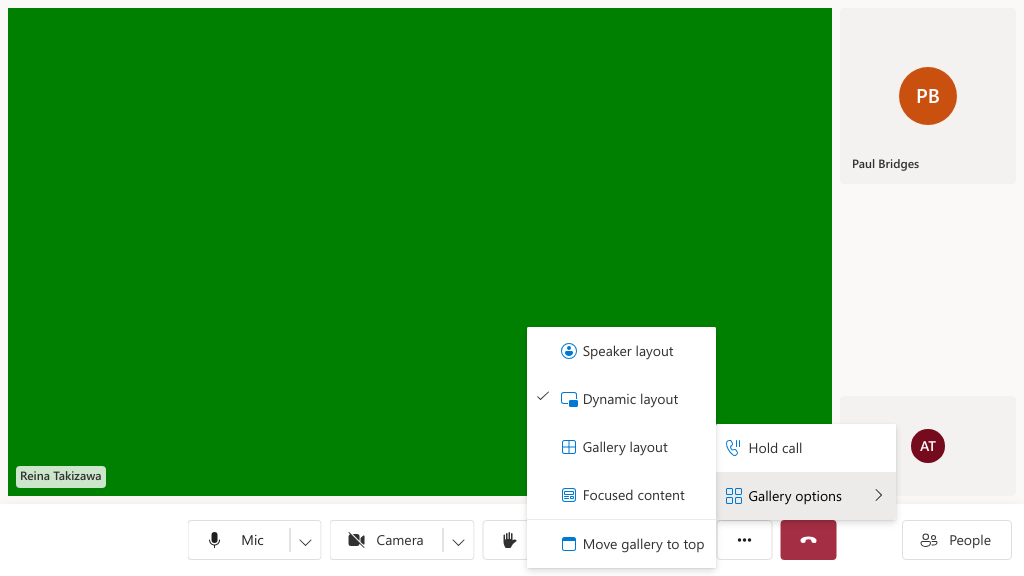 PB
Paul Bridges
Reina Takizawa
AT
Speaker layout
Dynamic layout
Gallery layout
Focused content
Move gallery to top
Hold call
Gallery options
Mic
Camera
People